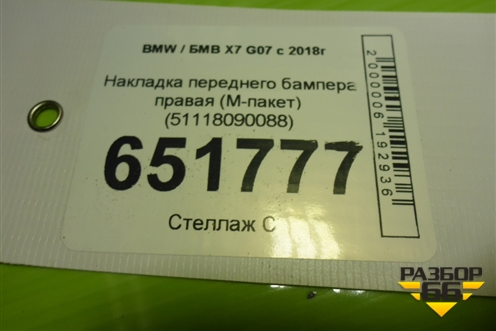 BMW / БМВ X7 G07 с 2018г
Накладка переднего бампера
правая (М-пакет)
(51118090088)
651777
Стеллаж С
2000006192936
РАЗБОР
66